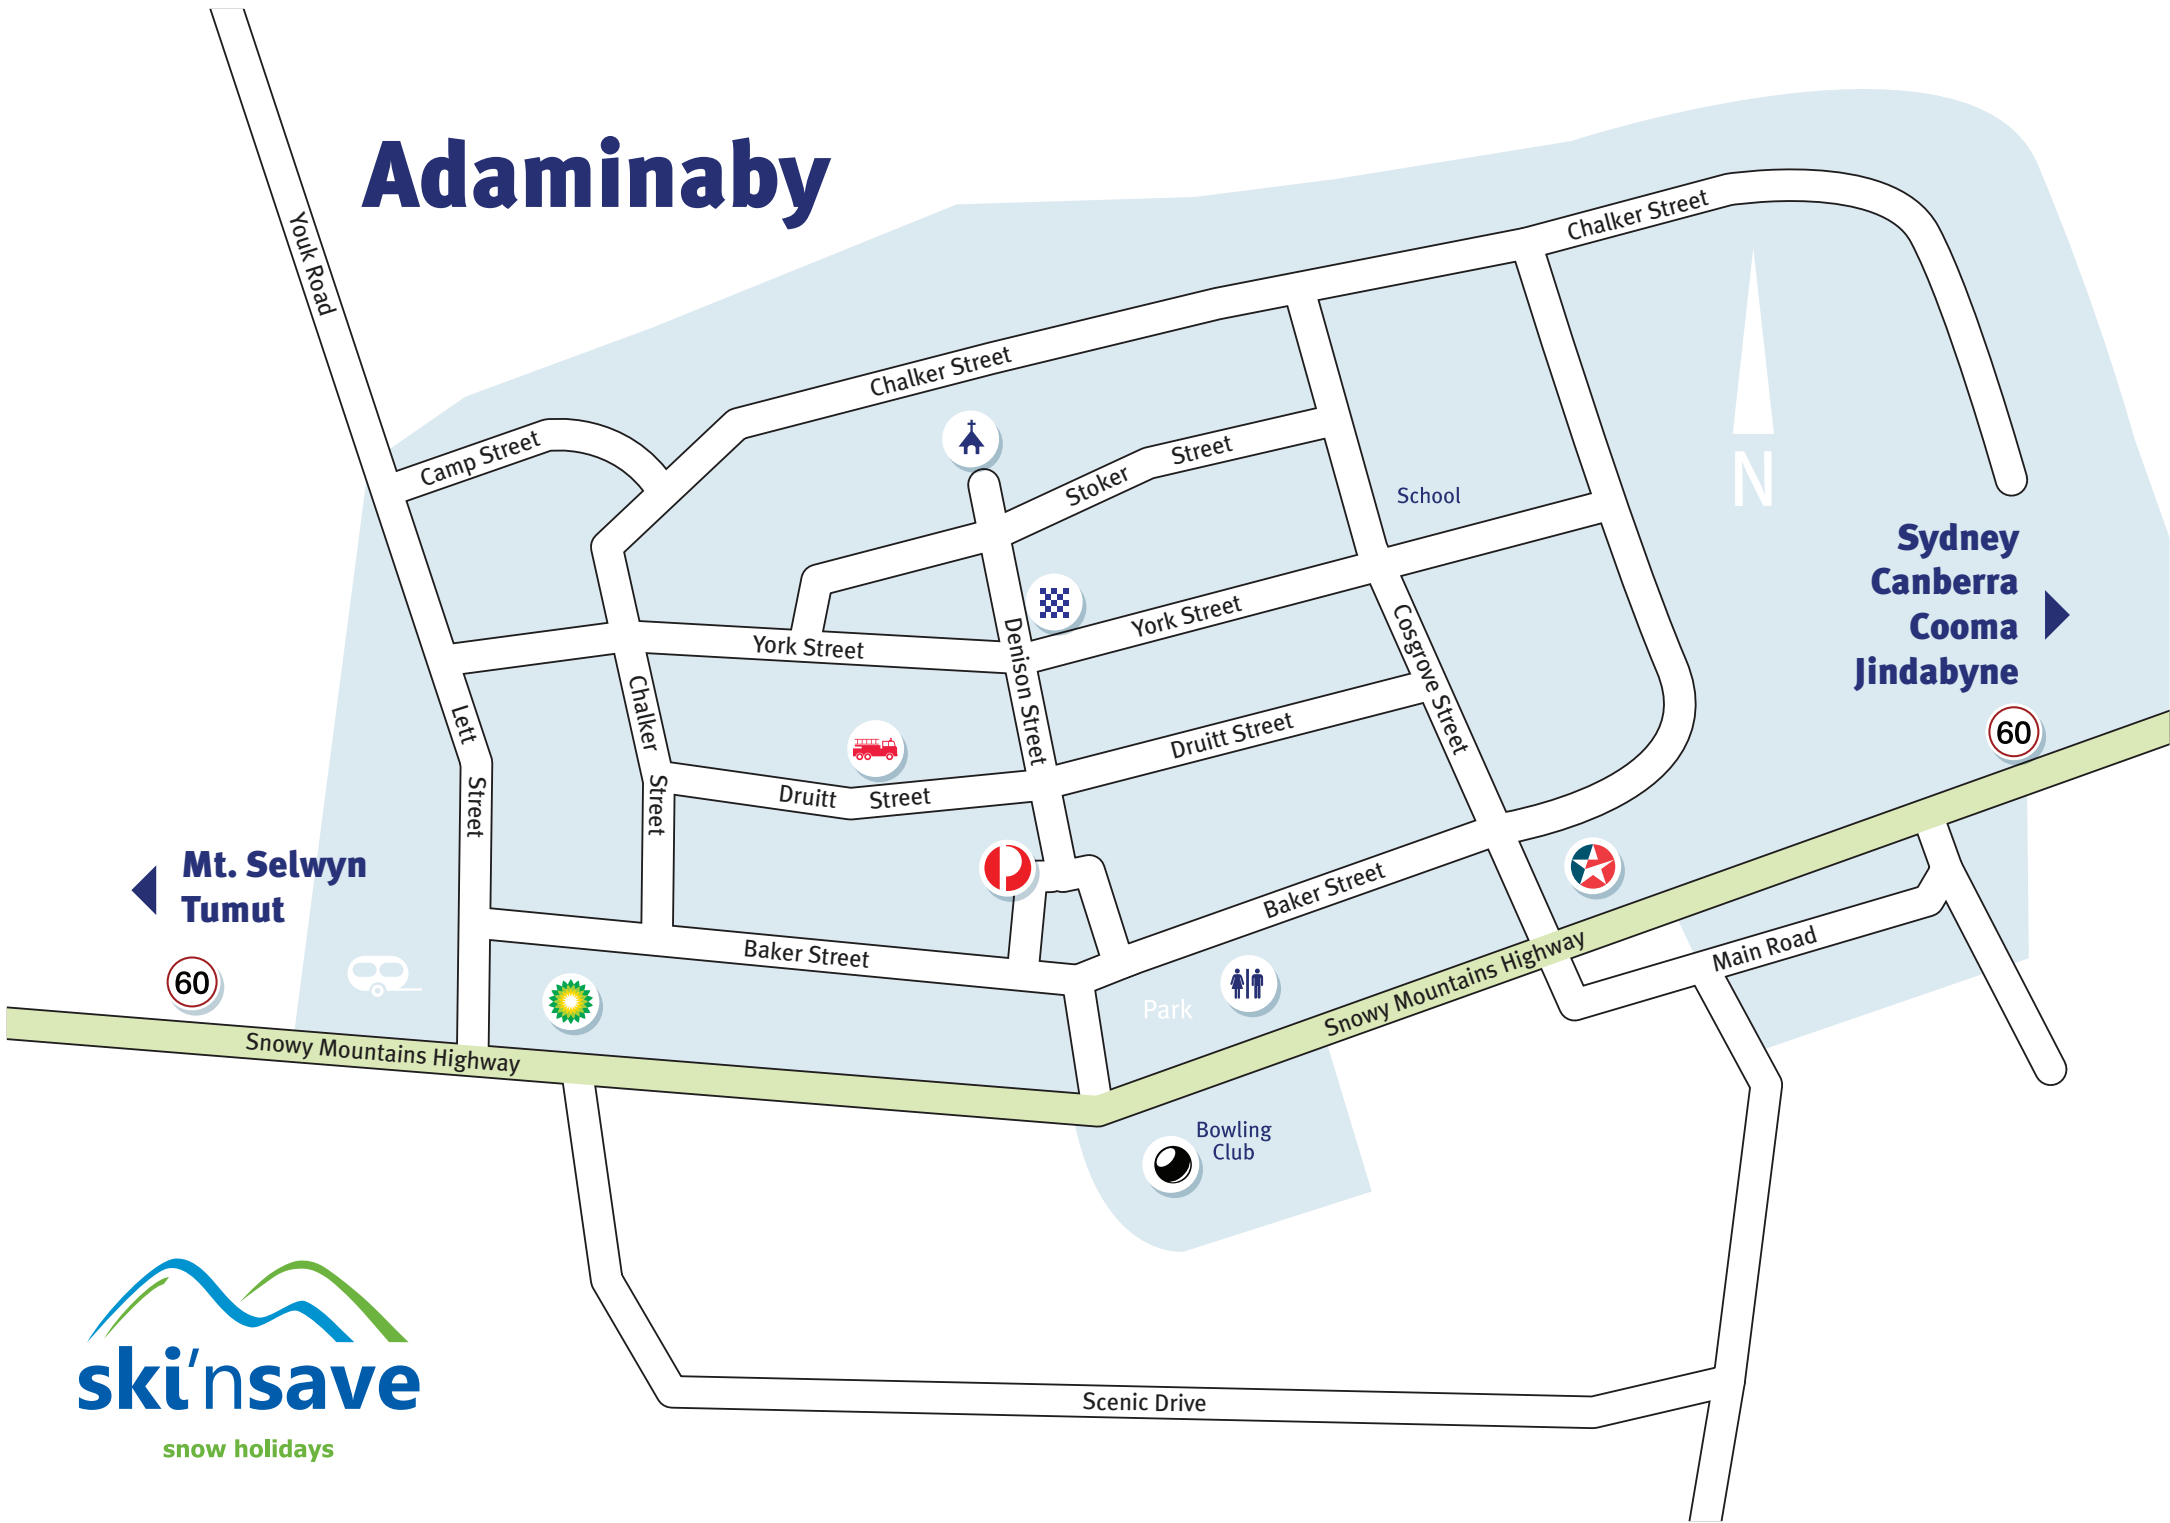 Adaminaby
Youk Road
Chalker Street
Chalker Street
Camp Street
Stoker Street
School
N
Sydney
Canberra
Cooma
Jindabyne
60
York Street
York Street
Denison Street
Cosgrove Street
Lett Street
Chalker Street
Druitt Street
Druitt Street
Mt. Selwyn
Tumut
60
Baker Street
Baker Street
Main Road
Park
Snowy Mountains Highway
Snowy Mountains Highway
Bowling
Club
Scenic Drive
ski'nsave
snow holidays